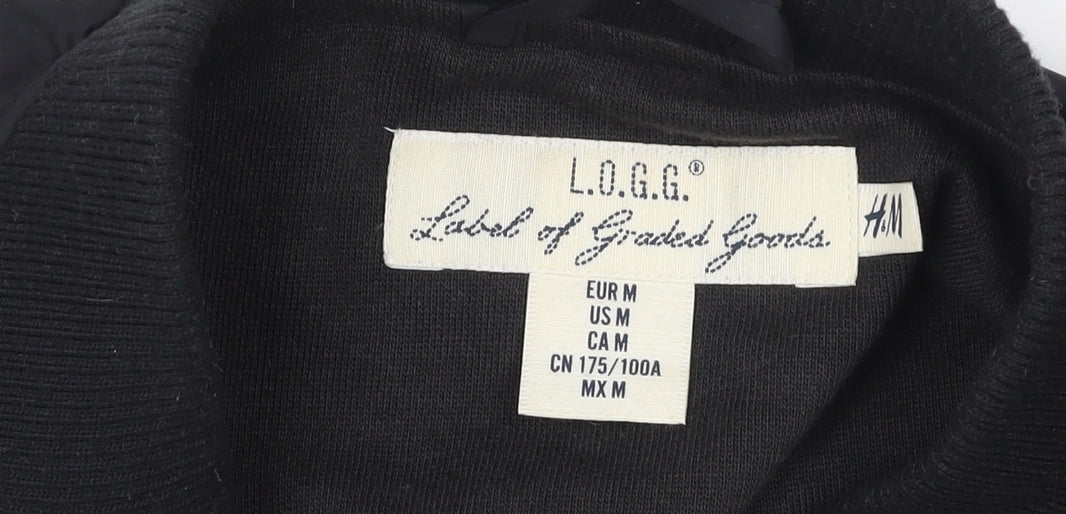 L.O.G.G.®
Label of Graded Goods.
H&M
EUR M
US M
CA M
CN 175/100A
MX M